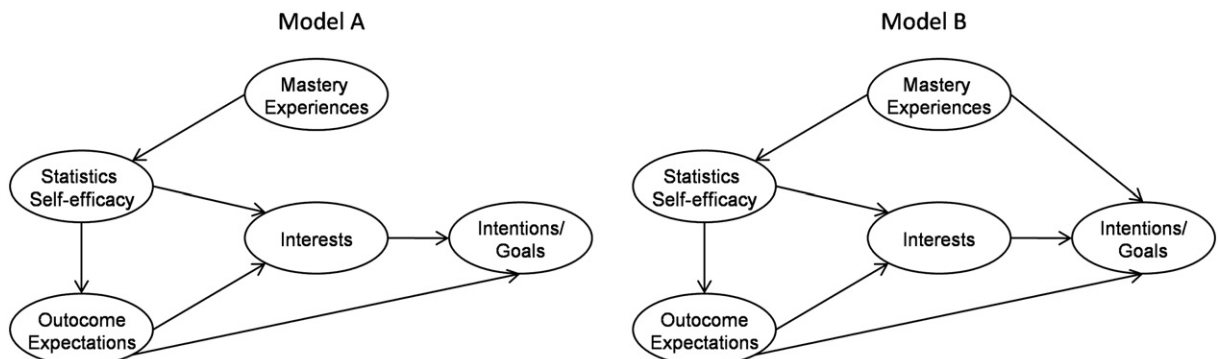 Model A
Mastery
Experiences
Statistics
Self-efficacy
Interests
Intentions/
Goals
Outocome
Expectations
Model B
Mastery
Experiences
Statistics
Self-efficacy
Interests
Intentions/
Goals
Outocome
Expectations